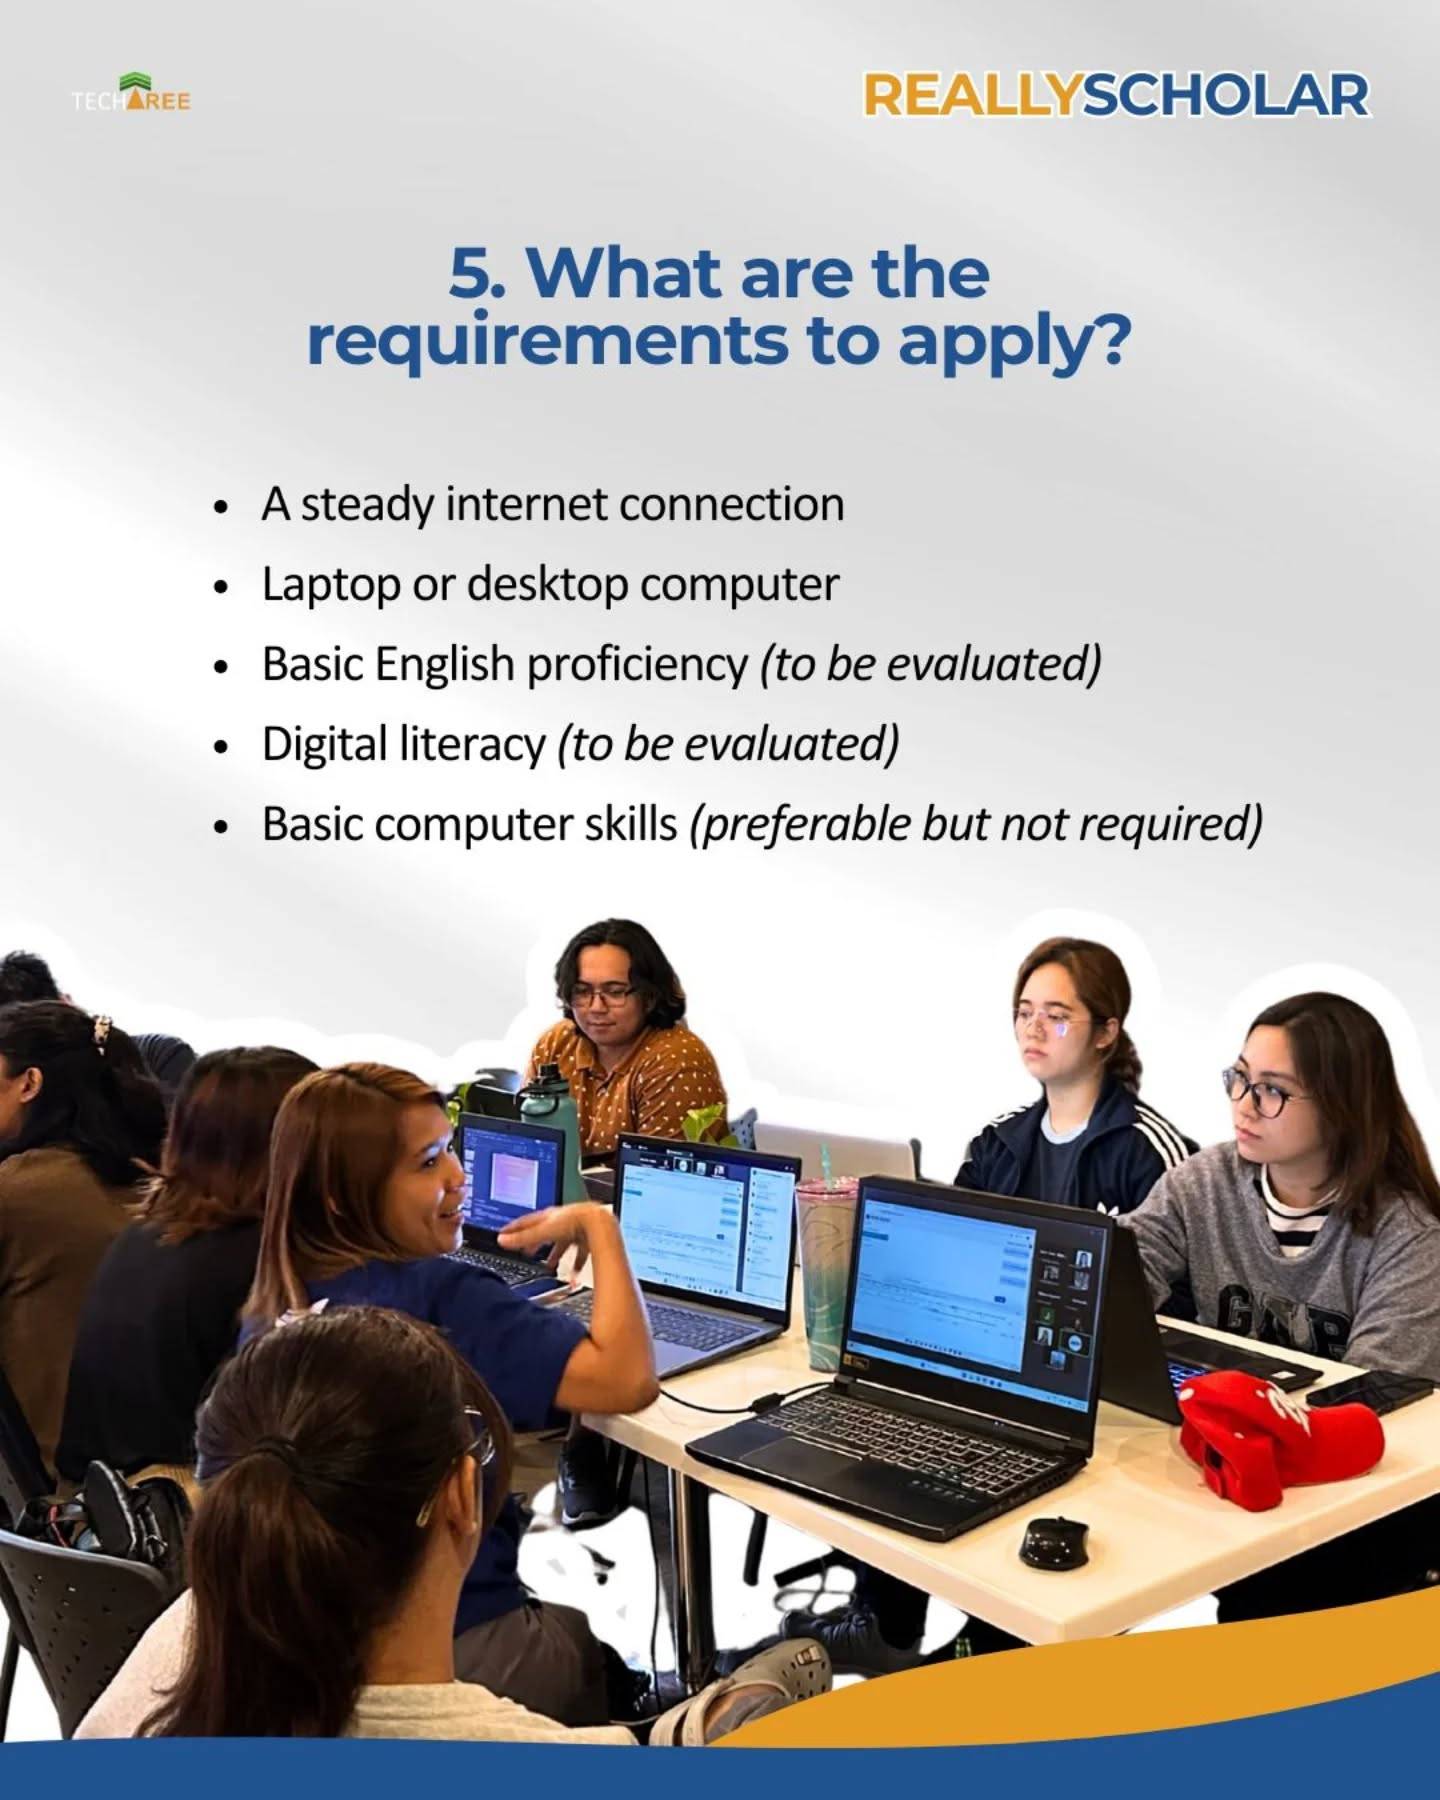 TECHTREE
REALLYSCHOLAR
5. What are the
requirements to apply?
• A steady internet connection
• Laptop or desktop computer
• Basic English proficiency (to be evaluated)
• Digital literacy (to be evaluated)
• Basic computer skills (preferable but not required)